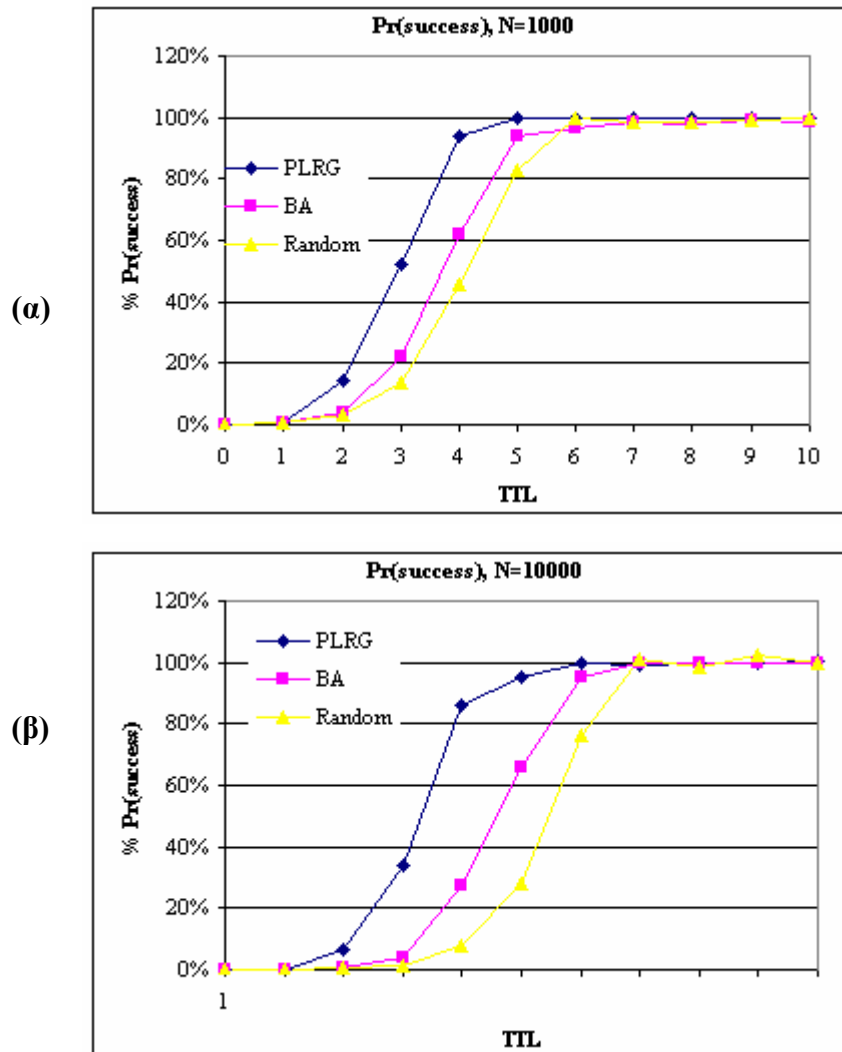 Pr(success), N=1000
120%
100%
80%
60%
40%
20%
0%
% Pr(success)
PLRG
BA
Random
0 1 2 3 4 5 6 7 8 9 10
TTL
(α)
Pr(success), N=10000
120%
100%
80%
60%
40%
20%
0%
% Pr(success)
PLRG
BA
Random
1
TTL
(β)